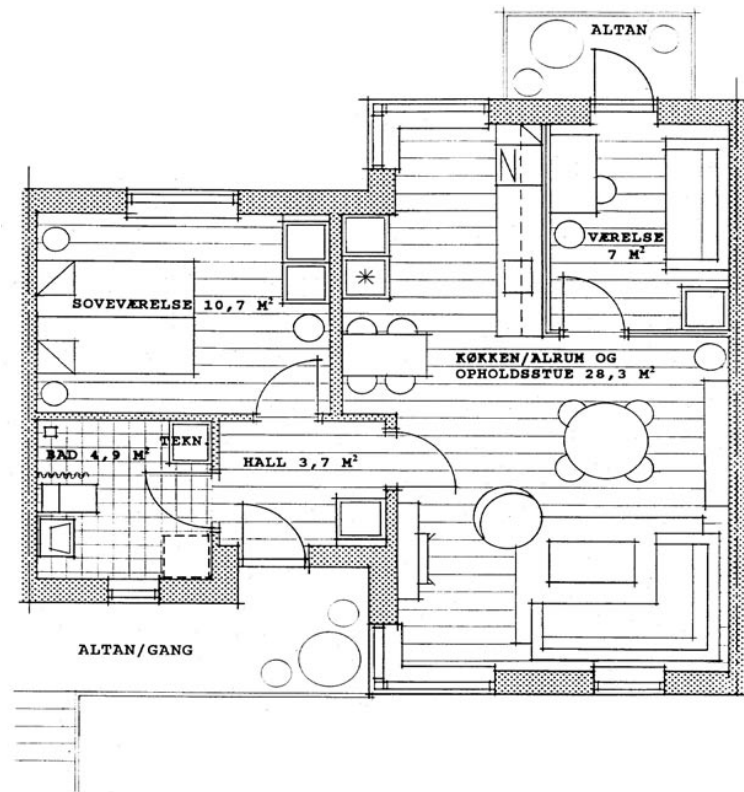 ALTAN
VÆRELSE
7 M²
SOVEVÆRELSE 10,7 M²
KØKKEN/ALRUM OG
OPHOLDSSTUE 28,3 M²
TEKN.
BAD 4,9 M²
HALL 3,7 M²
ALTAN/GANG